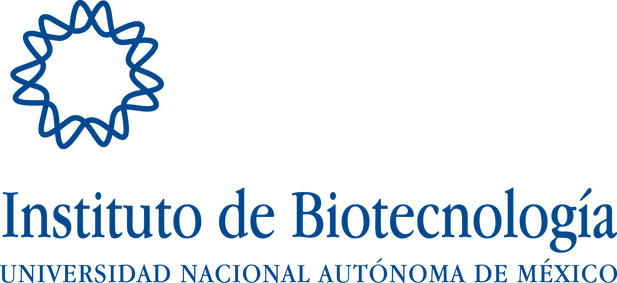 Instituto de Biotecnología
UNIVERSIDAD NACIONAL AUTÓNOMA DE MÉXICO